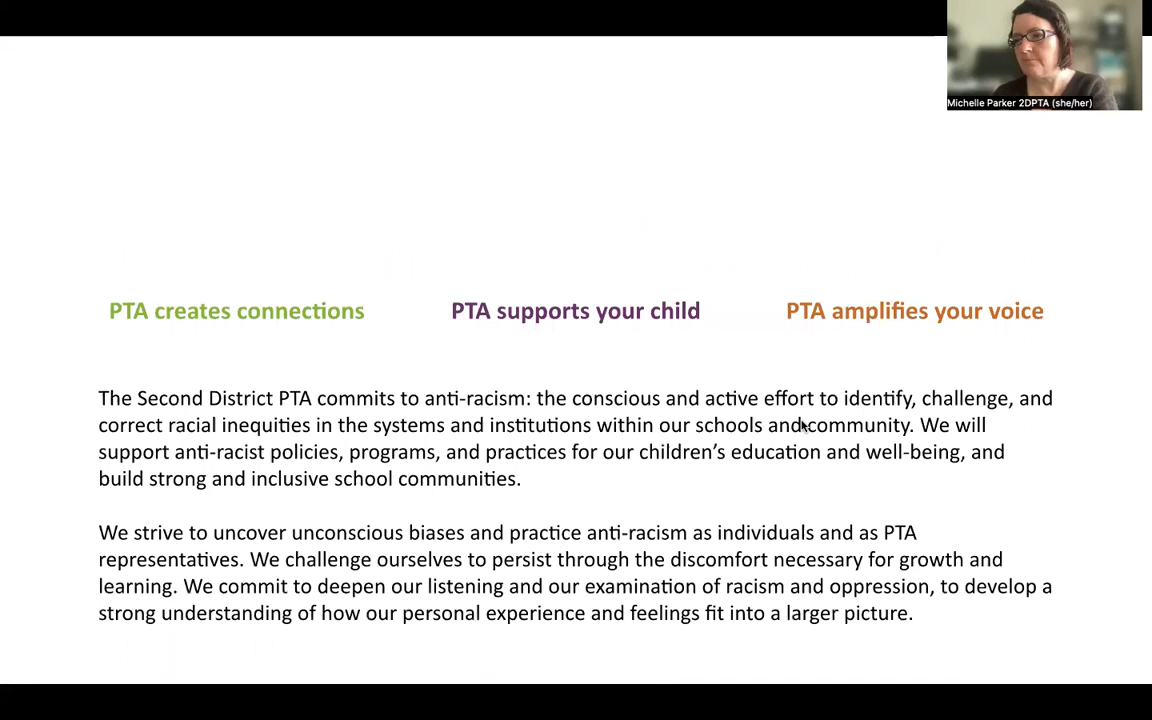 Michelle Parker 2DPTA (she/her)
PTA creates connections
PTA supports your child
PTA amplifies your voice
The Second District PTA commits to anti-racism: the conscious and active effort to identify, challenge, and
correct racial inequities in the systems and institutions within our schools and community. We will
support anti-racist policies, programs, and practices for our children's education and well-being, and
build strong and inclusive school communities.
We strive to uncover unconscious biases and practice anti-racism as individuals and as PTA
representatives. We challenge ourselves to persist through the discomfort necessary for growth and
learning. We commit to deepen our listening and our examination of racism and oppression, to develop a
strong understanding of how our personal experience and feelings fit into a larger picture.